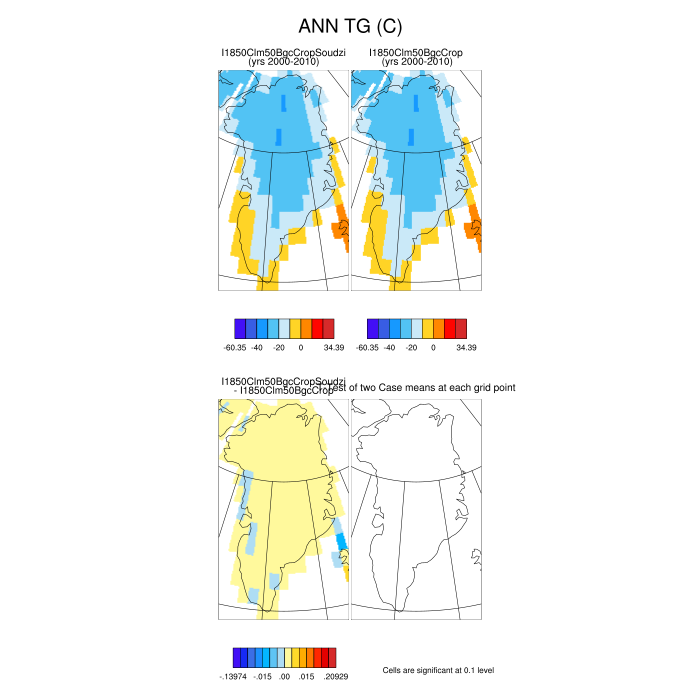 ANN TG (C)
I1850Clm50BgcCropSoudzi
(yrs 2000-2010)
I1850Clm50BgcCrop
(yrs 2000-2010)
-60.35 -40 -20 0 34.39
-60.35 -40 -20 0 34.39
I1850Clm50BgcCropSoudzi
- I1850Clm50BgcCrop
Test of two Case means at each grid point
-.13974 -.015 .00 .015 .20929
Cells are significant at 0.1 level